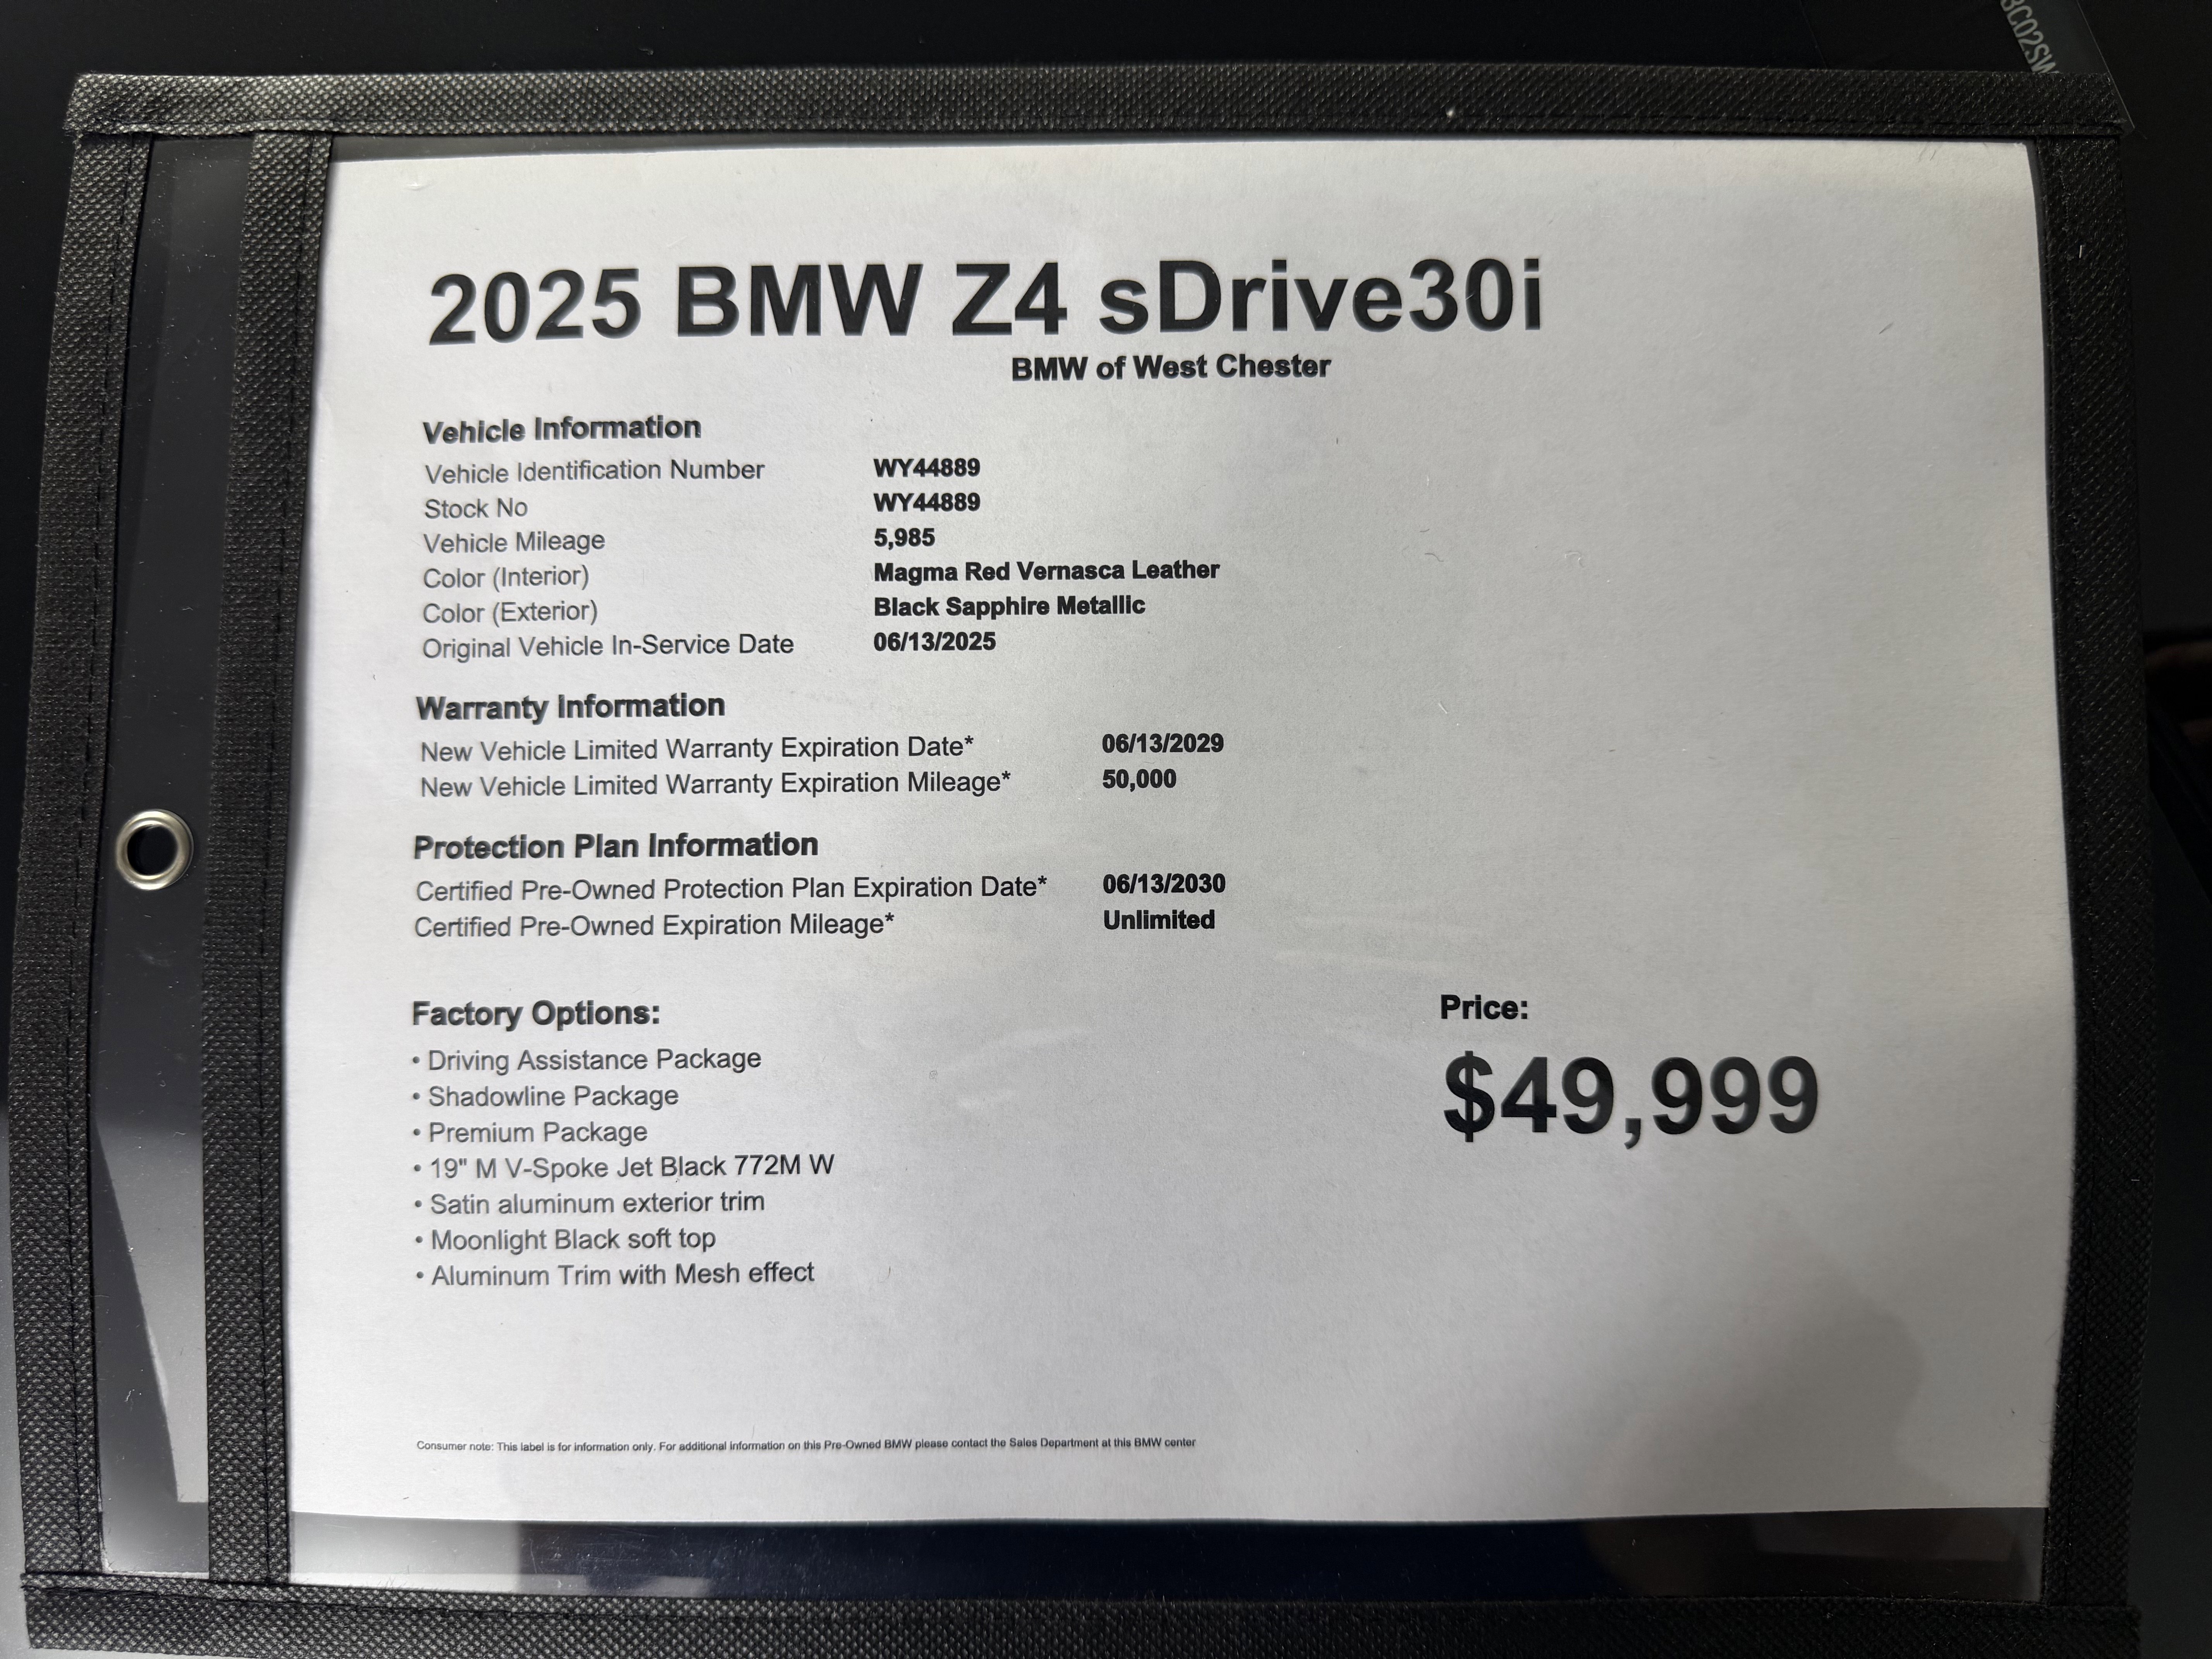 2025 BMW Z4 sDrive30i
BMW of West Chester
Vehicle Information
Vehicle Identification Number WY44889
Stock No WY44889
Vehicle Mileage 5,985
Color (Interior) Magma Red Vernasca Leather
Color (Exterior) Black Sapphire Metallic
Original Vehicle In-Service Date 06/13/2025
Warranty Information
New Vehicle Limited Warranty Expiration Date* 06/13/2029
New Vehicle Limited Warranty Expiration Mileage* 50,000
Protection Plan Information
Certified Pre-Owned Protection Plan Expiration Date* 06/13/2030
Certified Pre-Owned Expiration Mileage* Unlimited
Factory Options:
• Driving Assistance Package
• Shadowline Package
• Premium Package
• 19" M V-Spoke Jet Black 772M W
• Satin aluminum exterior trim
• Moonlight Black soft top
• Aluminum Trim with Mesh effect
Price:
$49,999
Consumer note: This label is for information only. For additional information on this Pre-Owned BMW please contact the Sales Department at this BMW center